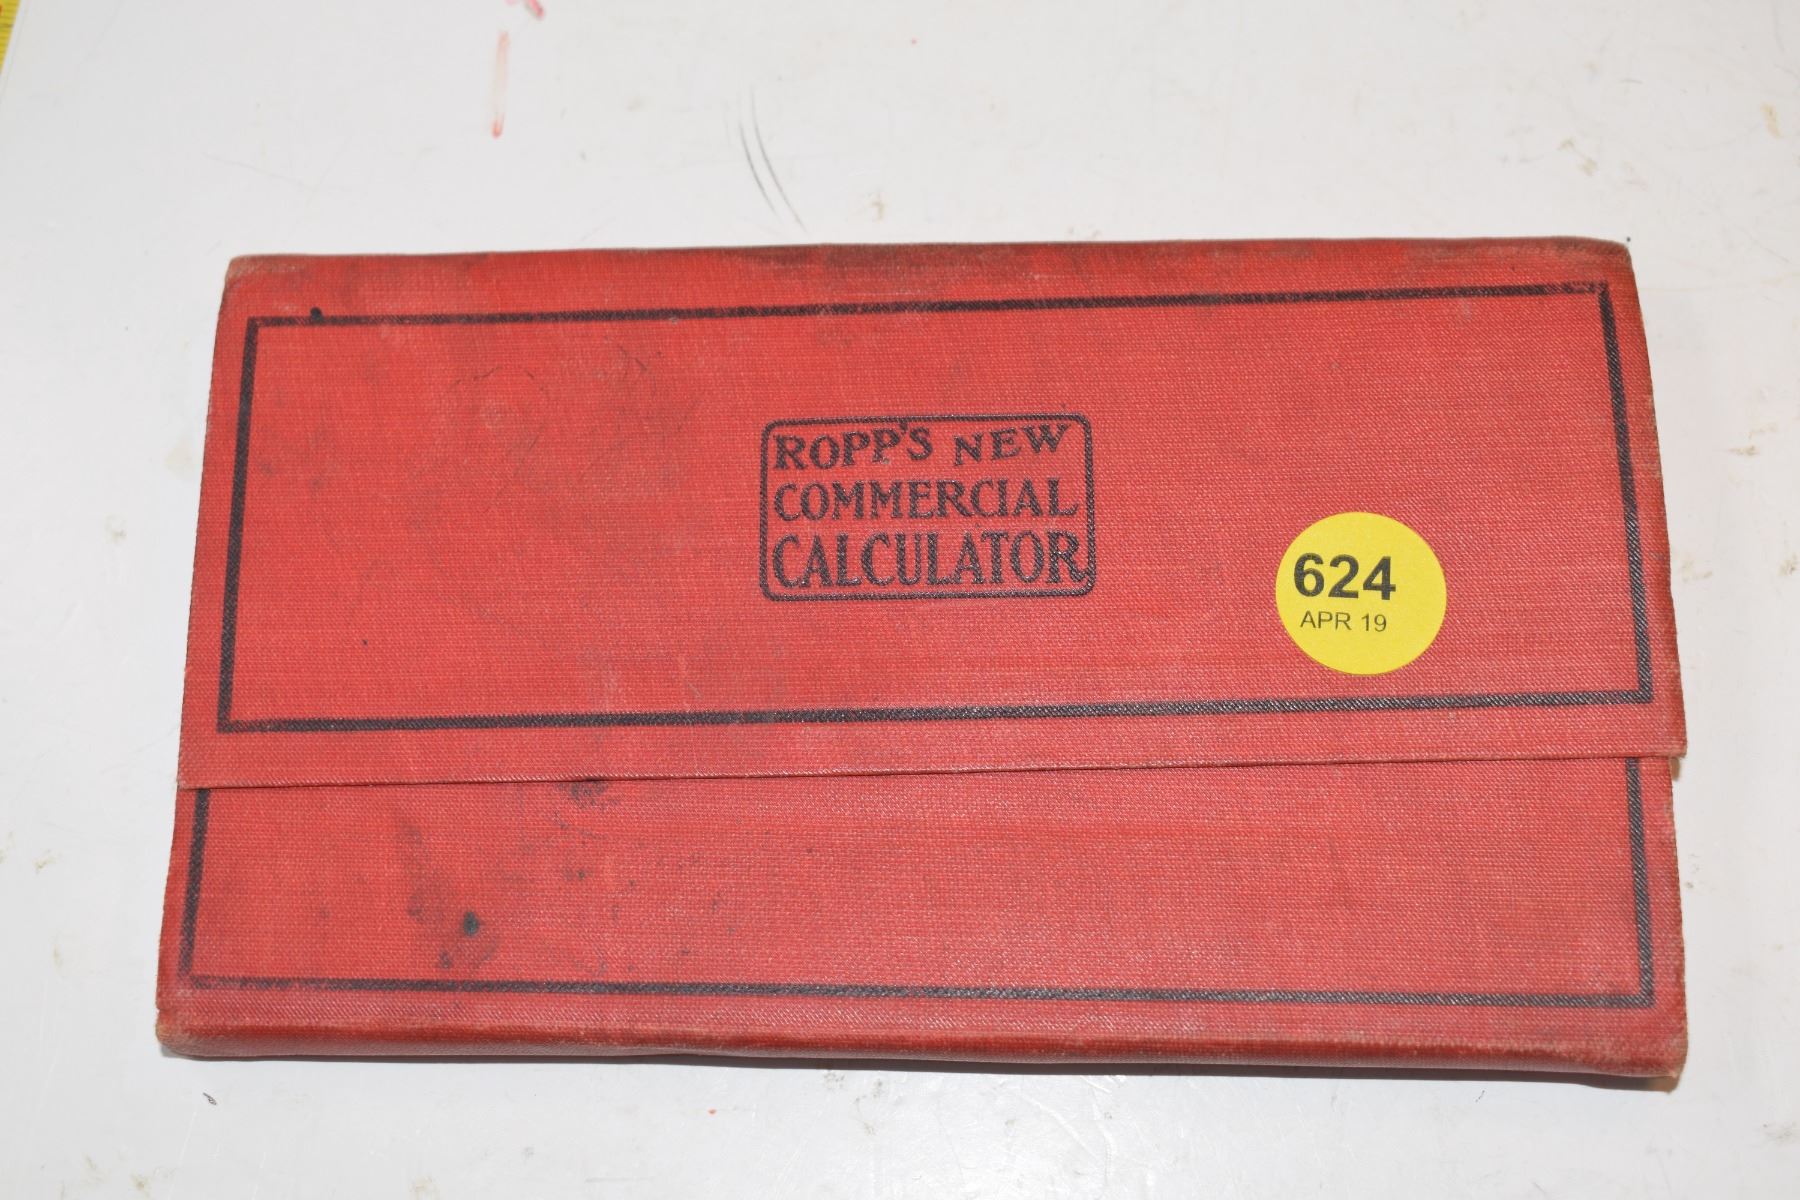 ROPP'S NEW
COMMERCIAL
CALCULATOR
624
APR 19